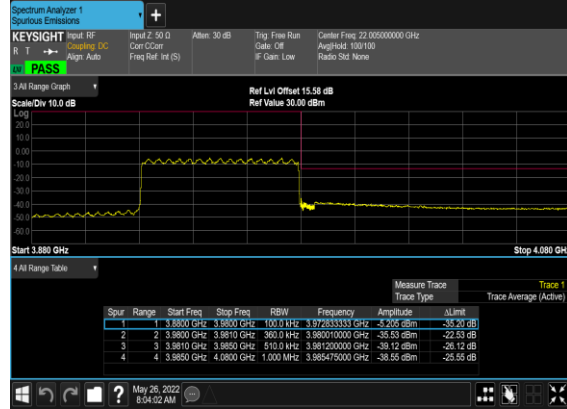 Spectrum Analyzer 1
Spurious Emissions
KEYSIGHT Input: RF Input Z: 50 Ω Atten: 30 dB Trig: Free Run Center Freq: 22.005000000 GHz
R T Coupling: DC Corr CCorr Gate: Off Avg|Hold: 100/100
Align: Auto Freq Ref: Int (S) IF Gain: Low Radio Std: None
PASS
3 All Range Graph
Ref Lvl Offset 15.58 dB
Scale/Div 10.0 dB Ref Value 30.00 dBm
Log
20.0
10.0
0.00
-10.0
-20.0
-30.0
-40.0
-50.0
-60.0
Start 3.880 GHz Stop 4.080 GHz
4 All Range Table
Measure Trace Trace 1
Trace Type Trace Average (Active)
Spur Range Start Freq Stop Freq RBW Frequency Amplitude ΔLimit
1 1 3.8800 GHz 3.9800 GHz 100.0 kHz 3.972833333 GHz -5.205 dBm -35.20 dB
2 2 3.9800 GHz 3.9810 GHz 360.0 kHz 3.980010000 GHz -35.53 dBm -22.53 dB
3 3 3.9810 GHz 3.9850 GHz 510.0 kHz 3.981200000 GHz -39.12 dBm -26.12 dB
4 4 3.9850 GHz 4.0800 GHz 1.000 MHz 3.985475000 GHz -38.55 dBm -25.55 dB
? May 26, 2022
8:04:02 AM